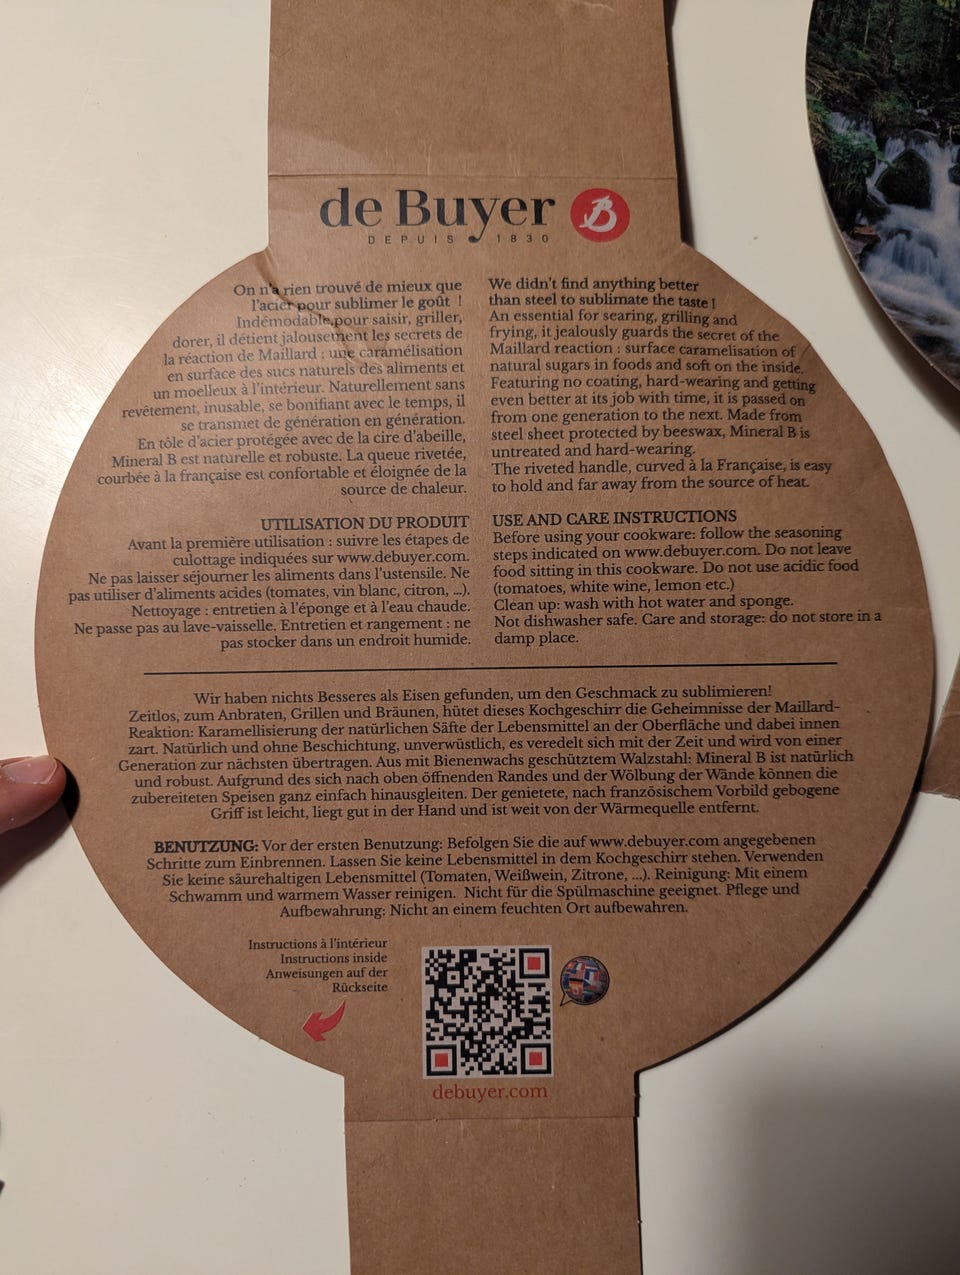 de Buyer
B
DEPUIS 1830
On n'a rien trouvé de mieux que
l'acier pour sublimer le goût !
Indémodable pour saisir, griller,
dorer, il détient jalousement les secrets de
la réaction de Maillard : une caramélisation
en surface des sucs naturels des aliments et
un moelleux à l'intérieur. Naturellement sans
revêtement, inusable, se bonifiant avec le temps, il
se transmet de génération en génération.
En tôle d'acier protégée avec de la cire d'abeille,
Mineral B est naturelle et robuste. La queue rivetée,
courbée à la française est confortable et éloignée de la
source de chaleur.
UTILISATION DU PRODUIT
Avant la première utilisation : suivre les étapes de
culottage indiquées sur www.debuyer.com.
Ne pas laisser séjourner les aliments dans l'ustensile. Ne
pas utiliser d'aliments acides (tomates, vin blanc, citron, ...).
Nettoyage : entretien à l'éponge et à l'eau chaude.
Ne passe pas au lave-vaisselle. Entretien et rangement : ne
pas stocker dans un endroit humide.
We didn't find anything better
than steel to sublimate the taste !
An essential for searing, grilling and
frying, it jealously guards the secret of the
Maillard reaction : surface caramelisation of
natural sugars in foods and soft on the inside.
Featuring no coating, hard-wearing and getting
even better at its job with time, it is passed on
from one generation to the next. Made from
steel sheet protected by beeswax, Mineral B is
untreated and hard-wearing.
The riveted handle, curved à la Française, is easy
to hold and far away from the source of heat.
USE AND CARE INSTRUCTIONS
Before using your cookware: follow the seasoning
steps indicated on www.debuyer.com. Do not leave
food sitting in this cookware. Do not use acidic food
(tomatoes, white wine, lemon etc.)
Clean up: wash with hot water and sponge.
Not dishwasher safe. Care and storage: do not store in a
damp place.
Wir haben nichts Besseres als Eisen gefunden, um den Geschmack zu sublimieren!
Zeitlos, zum Anbraten, Grillen und Bräunen, hütet dieses Kochgeschirr die Geheimnisse der Maillard-
Reaktion: Karamellisierung der natürlichen Säfte der Lebensmittel an der Oberfläche und dabei innen
zart. Natürlich und ohne Beschichtung, unverwüstlich, es veredelt sich mit der Zeit und wird von einer
Generation zur nächsten übertragen. Aus mit Bienenwachs geschütztem Walzstahl: Mineral B ist natürlich
und robust. Aufgrund des sich nach oben öffnenden Randes und der Wölbung der Wände können die
zubereiteten Speisen ganz einfach hinausgleiten. Der genietete, nach französischem Vorbild gebogene
Griff ist leicht, liegt gut in der Hand und ist weit von der Wärmequelle entfernt.
BENUTZUNG: Vor der ersten Benutzung: Befolgen Sie die auf www.debuyer.com angegebenen
Schritte zum Einbrennen. Lassen Sie keine Lebensmittel in dem Kochgeschirr stehen. Verwenden
Sie keine säurehaltigen Lebensmittel (Tomaten, Weißwein, Zitrone, ...). Reinigung: Mit einem
Schwamm und warmem Wasser reinigen. Nicht für die Spülmaschine geeignet. Pflege und
Aufbewahrung: Nicht an einem feuchten Ort aufbewahren.
Instructions à l'intérieur
Instructions inside
Anweisungen auf der
Rückseite
debuyer.com